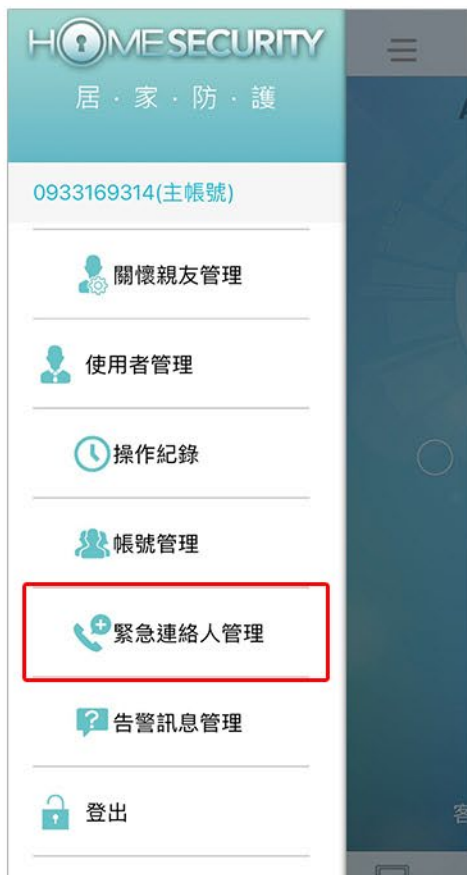 HOME SECURITY
居·家·防·護
0933169314(主帳號)
關懷親友管理
使用者管理
操作紀錄
帳號管理
緊急連絡人管理
告警訊息管理
登出